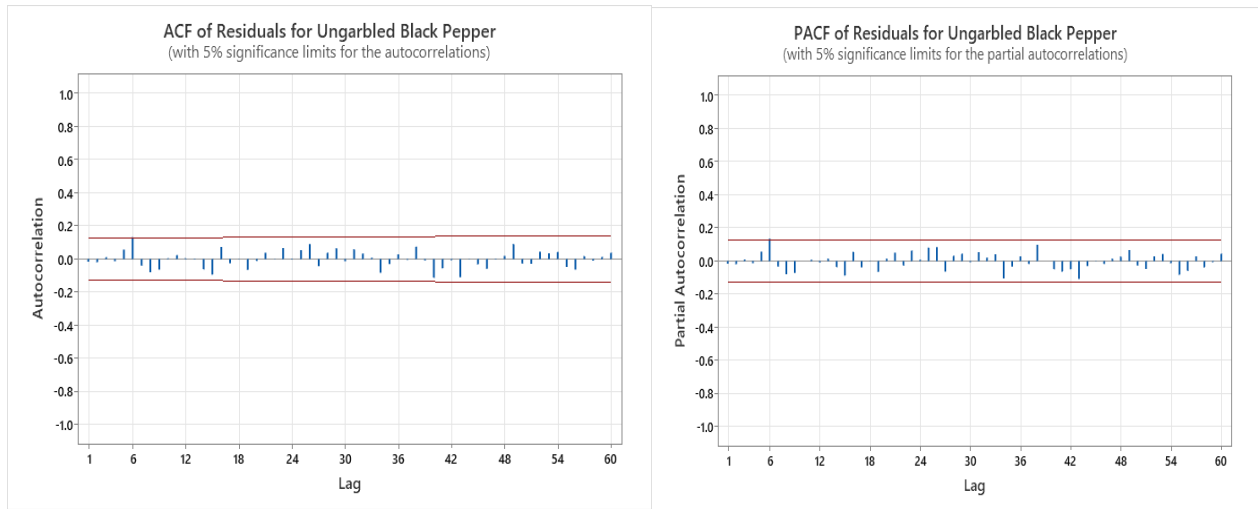 ACF of Residuals for Ungarbled Black Pepper
(with 5% significance limits for the autocorrelations)
1.0
0.8
0.6
0.4
0.2
0.0
-0.2
-0.4
-0.6
-0.8
-1.0
Autocorrelation
1 6 12 18 24 30 36 42 48 54 60
Lag
PACF of Residuals for Ungarbled Black Pepper
(with 5% significance limits for the partial autocorrelations)
1.0
0.8
0.6
0.4
0.2
0.0
-0.2
-0.4
-0.6
-0.8
-1.0
Partial Autocorrelation
1 6 12 18 24 30 36 42 48 54 60
Lag